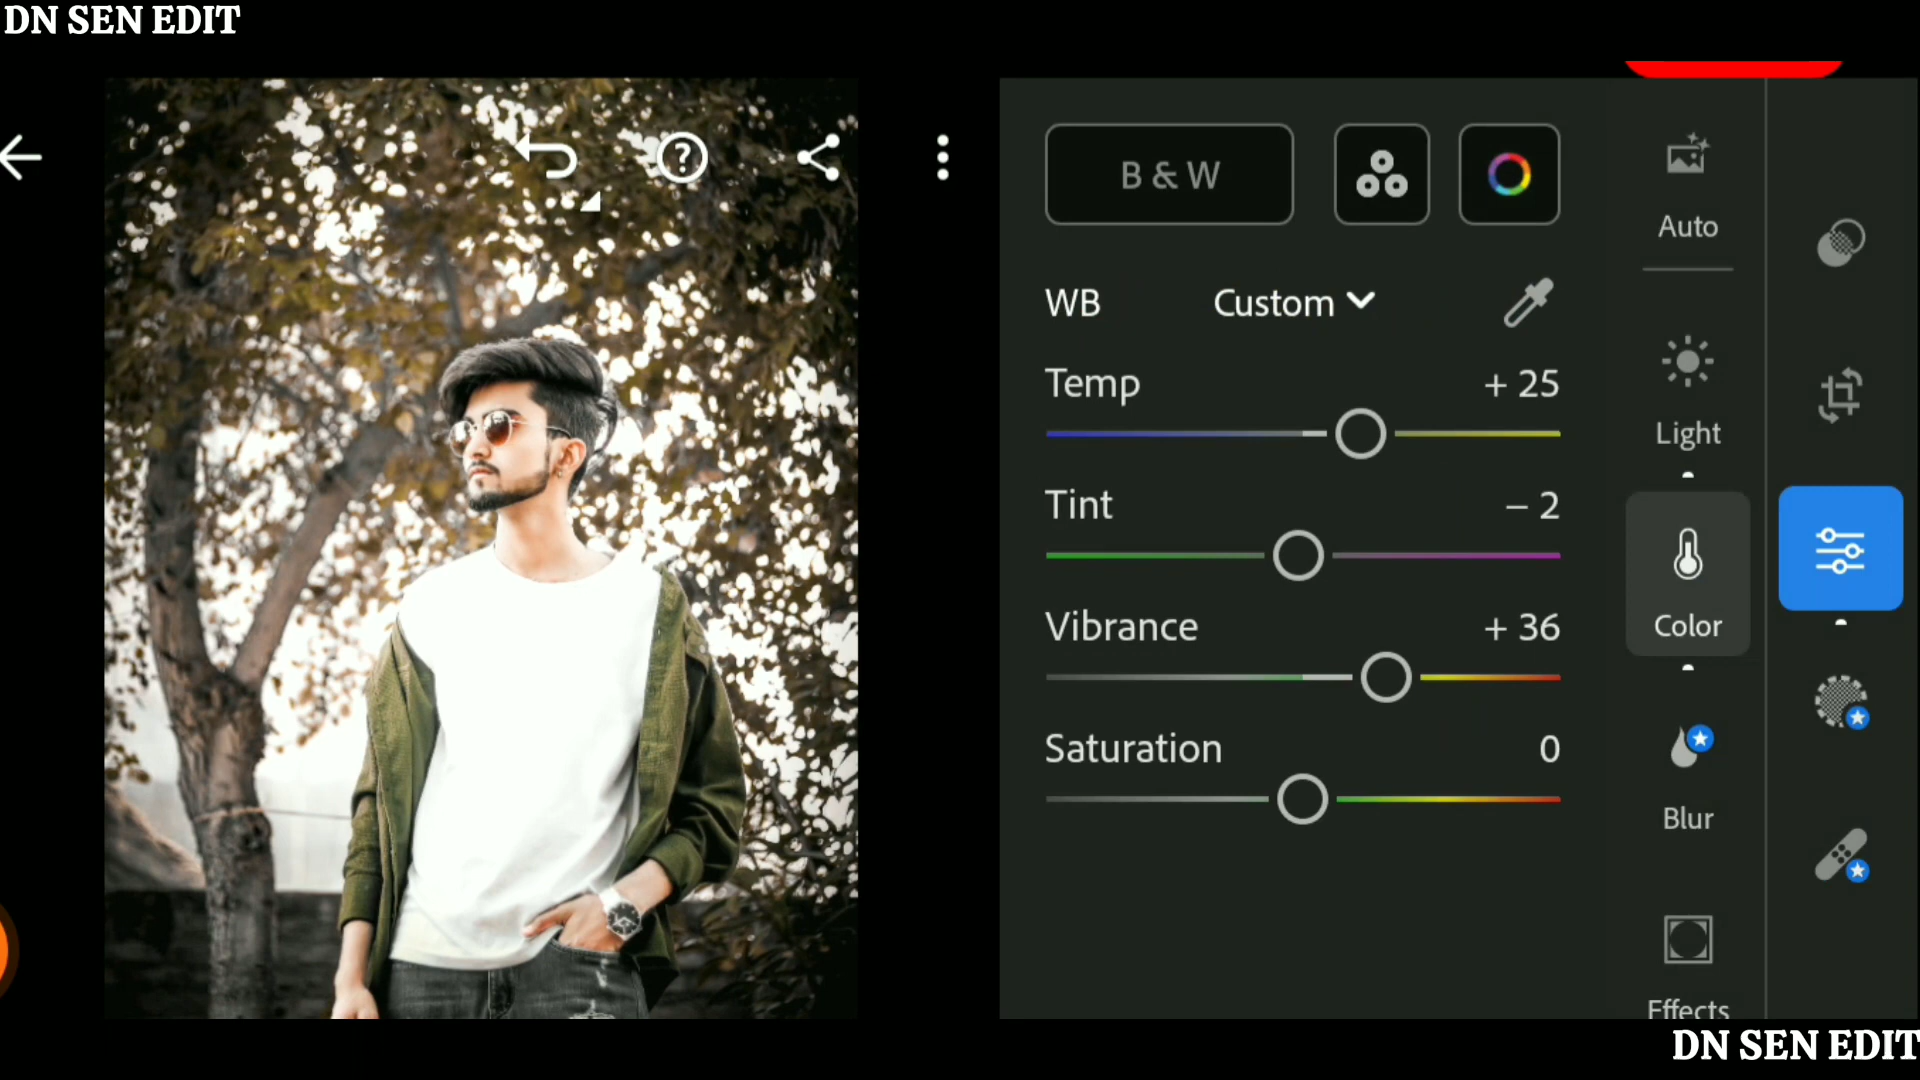 DN SEN EDIT
B & W
Auto
WB Custom
Temp + 25
Light
Tint – 2
Color
Vibrance + 36
Saturation 0
Blur
Effects
DN SEN EDIT